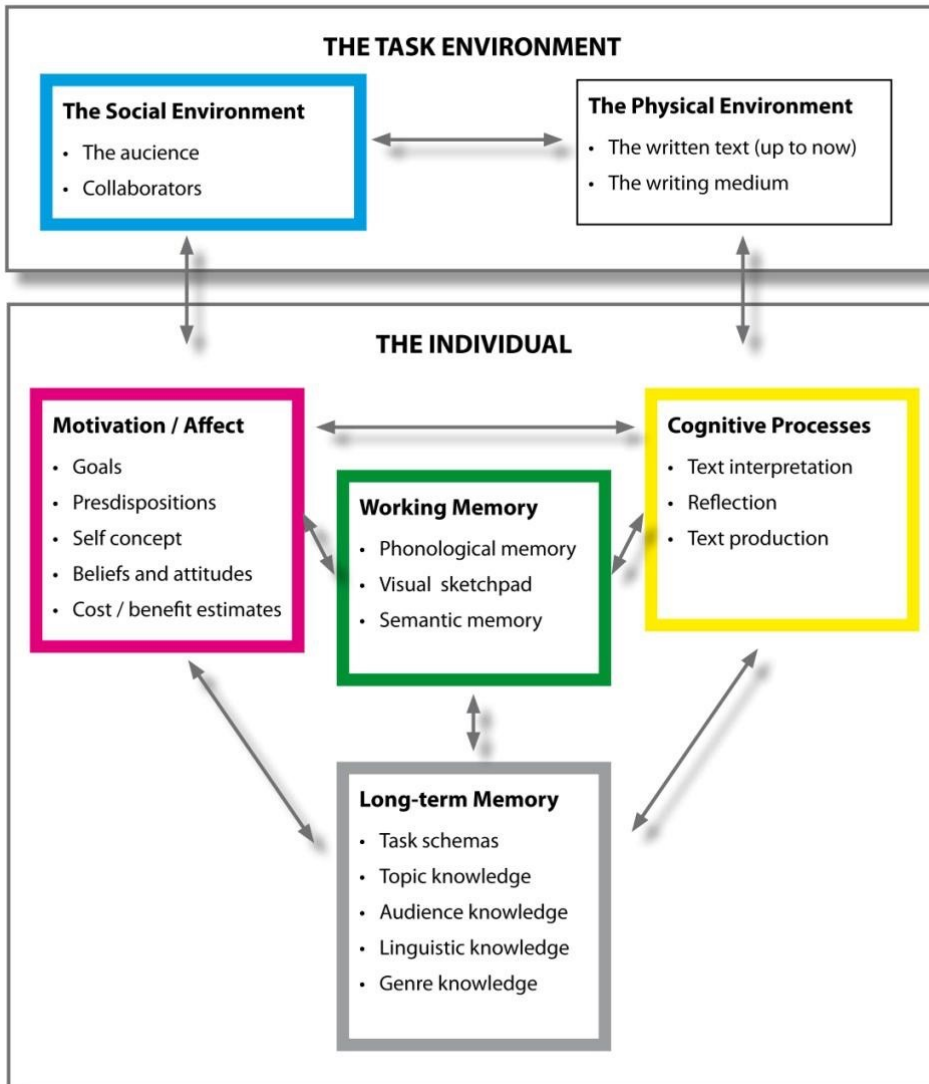 THE TASK ENVIRONMENT
The Social Environment
• The aucience
• Collaborators
The Physical Environment
• The written text (up to now)
• The writing medium
THE INDIVIDUAL
Motivation / Affect
• Goals
• Presdispositions
• Self concept
• Beliefs and attitudes
• Cost / benefit estimates
Working Memory
• Phonological memory
• Visual sketchpad
• Semantic memory
Cognitive Processes
• Text interpretation
• Reflection
• Text production
Long-term Memory
• Task schemas
• Topic knowledge
• Audience knowledge
• Linguistic knowledge
• Genre knowledge